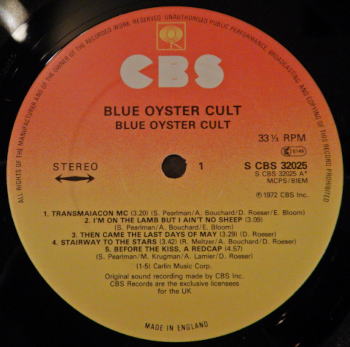 ALL RIGHTS OF THE MANUFACTURER AND OF THE OWNER OF THE RECORDED WORK RESERVED. UNAUTHORISED PUBLIC PERFORMANCE, BROADCASTING AND COPYING OF THIS RECORD PROHIBITED
CBS
BLUE OYSTER CULT
BLUE OYSTER CULT
33⅓ RPM
STEREO
1
S CBS 32025
S CBS 32025 A
MCPS/BIEM
℗ 1972 CBS Inc.
1. TRANSMAIACON MC (3.20) (S. Pearlman/A. Bouchard/D. Roeser/E. Bloom)
2. I'M ON THE LAMB BUT I AIN'T NO SHEEP (3.09)
(S. Pearlman/A. Bouchard/E. Bloom)
3. THEN CAME THE LAST DAYS OF MAY (3.29) (D. Roeser)
4. STAIRWAY TO THE STARS (3.42) (R. Meltzer/A. Bouchard/D. Roeser)
5. BEFORE THE KISS, A REDCAP (4.57)
(S. Pearlman/M. Krugman/A. Lanier/D. Roeser)
(1-5) Carlin Music Corp.
Original sound recording made by CBS Inc.
CBS Records are the exclusive licensees
for the UK
MADE IN ENGLAND